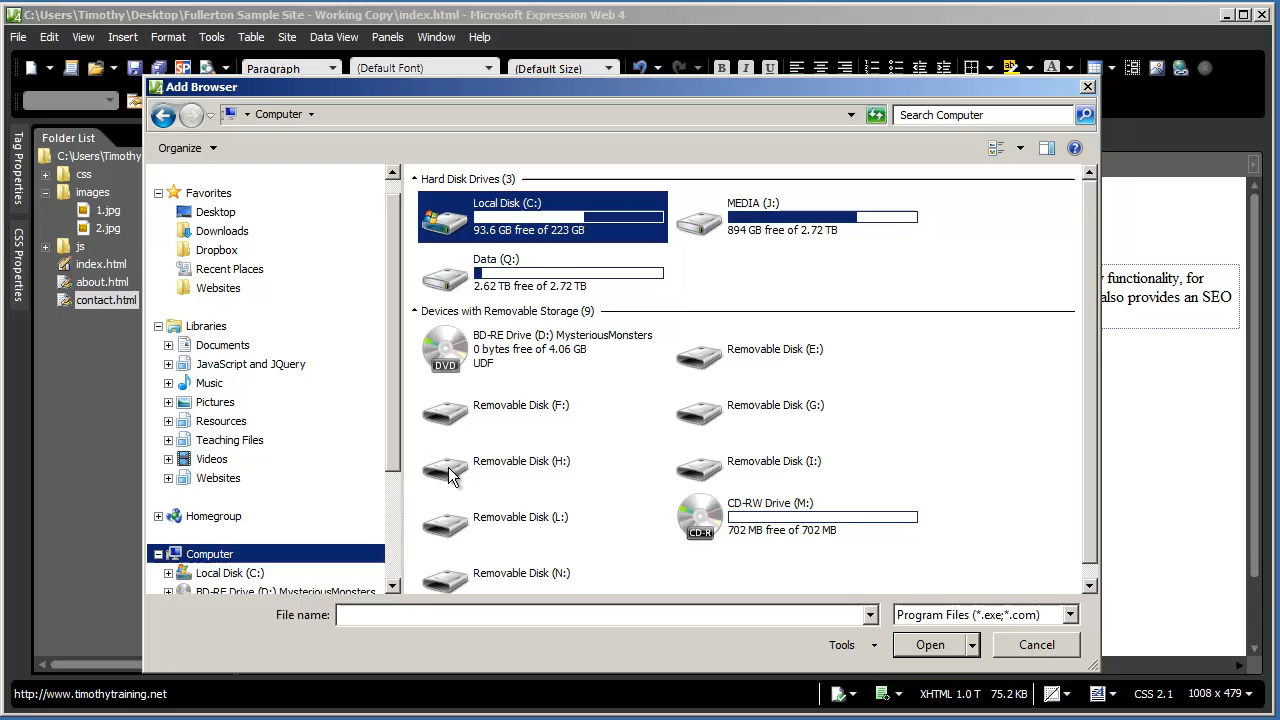 C:\Users\Timothy\Desktop\Fullerton Sample Site - Working Copy\index.html - Microsoft Expression Web 4
File Edit View Insert Format Tools Table Site Data View Panels Window Help
Paragraph (Default Font) (Default Size)
B I U
Add Browser
Computer
Search Computer
Organize
Tag Properties
CSS Properties
Folder List
C:\Users\Timothy
css
images
1.jpg
2.jpg
js
index.html
about.html
contact.html
Favorites
Desktop
Downloads
Dropbox
Recent Places
Websites
Libraries
Documents
JavaScript and JQuery
Music
Pictures
Resources
Teaching Files
Videos
Websites
Homegroup
Computer
Local Disk (C:)
BD-RE Drive (D:) MysteriousMonsters
Hard Disk Drives (3)
Local Disk (C:)
93.6 GB free of 223 GB
MEDIA (J:)
894 GB free of 2.72 TB
Data (Q:)
2.62 TB free of 2.72 TB
Devices with Removable Storage (9)
BD-RE Drive (D:) MysteriousMonsters
0 bytes free of 4.06 GB
UDF
DVD
Removable Disk (E:)
Removable Disk (F:)
Removable Disk (G:)
Removable Disk (H:)
Removable Disk (I:)
Removable Disk (L:)
CD-RW Drive (M:)
702 MB free of 702 MB
CD-R
Removable Disk (N:)
functionality, for
also provides an SEO
File name:
Program Files (*.exe;*.com)
Tools Open Cancel
http://www.timothytraining.net
XHTML 1.0 T 75.2 KB CSS 2.1 1008 x 479